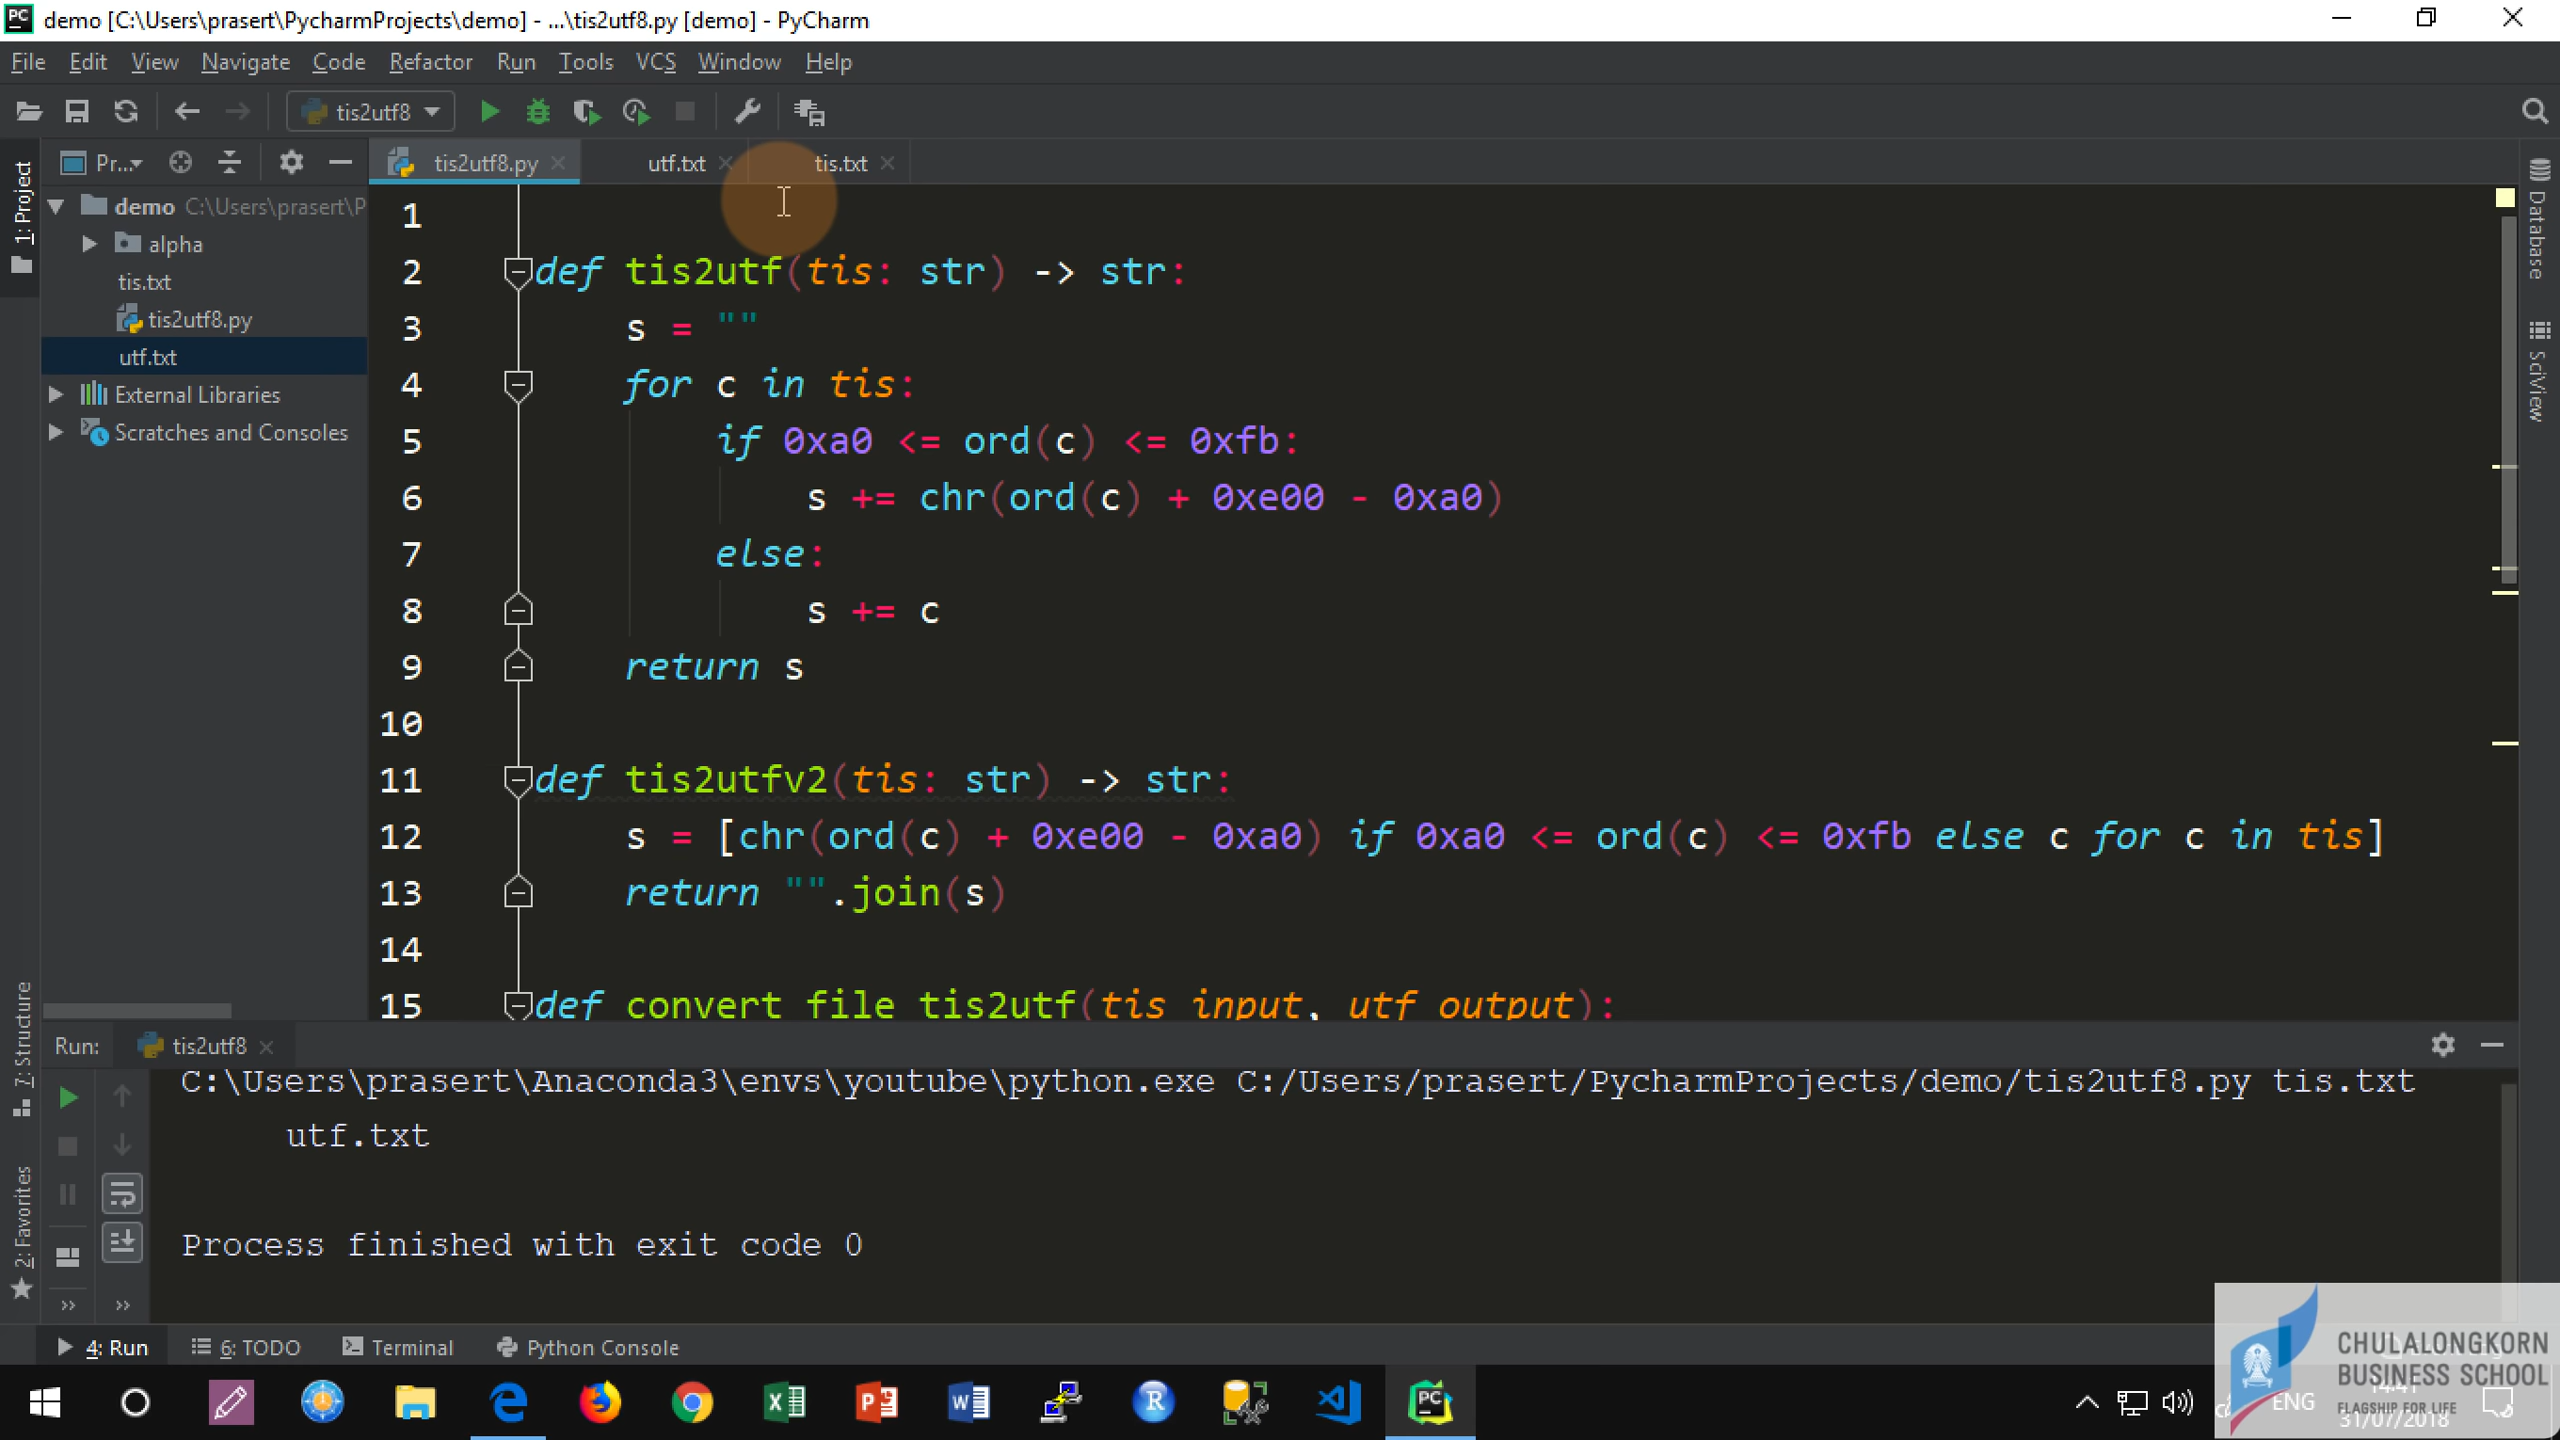 PC demo [C:\Users\prasert\PycharmProjects\demo] - ...\tis2utf8.py [demo] - PyCharm
File Edit View Navigate Code Refactor Run Tools VCS Window Help
tis2utf8
1: Project
Pr...
tis2utf8.py
utf.txt
tis.txt
demo C:\Users\prasert\P
alpha
tis.txt
tis2utf8.py
utf.txt
External Libraries
Scratches and Consoles
1
2 def tis2utf(tis: str) -> str:
3 s = ""
4 for c in tis:
5 if 0xa0 <= ord(c) <= 0xfb:
6 s += chr(ord(c) + 0xe00 - 0xa0)
7 else:
8 s += c
9 return s
10
11 def tis2utfv2(tis: str) -> str:
12 s = [chr(ord(c) + 0xe00 - 0xa0) if 0xa0 <= ord(c) <= 0xfb else c for c in tis]
13 return "".join(s)
14
15 def convert_file_tis2utf(tis_input, utf_output):
Database
SciView
7: Structure
2: Favorites
Run: tis2utf8
C:\Users\prasert\Anaconda3\envs\youtube\python.exe C:/Users/prasert/PycharmProjects/demo/tis2utf8.py tis.txt
utf.txt
Process finished with exit code 0
4: Run 6: TODO Terminal Python Console
CHULALONGKORN
BUSINESS SCHOOL
FLAGSHIP FOR LIFE
ENG
14:41
31/07/2018